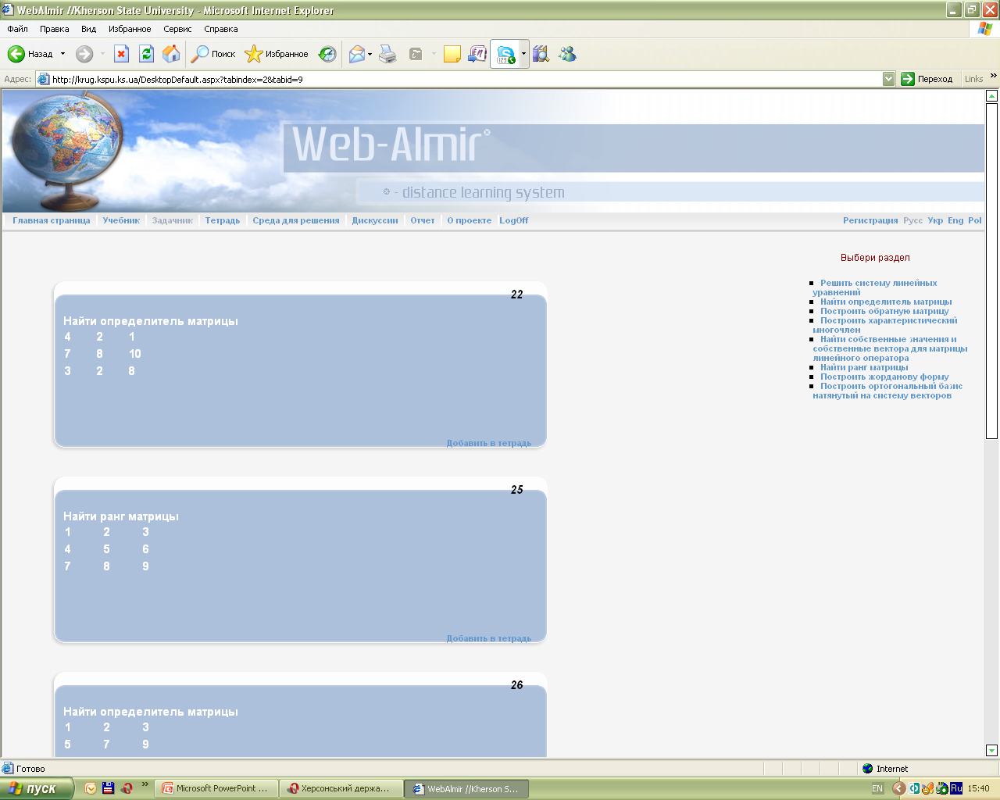 WebAlmir //Kherson State University - Microsoft Internet Explorer
Файл Правка Вид Избранное Сервис Справка
Назад Поиск Избранное
Адрес: http://krug.kspu.ks.ua/DesktopDefault.aspx?tabindex=2&tabid=9 Переход Links »
Web-Almir
- distance learning system
Главная страница Учебник Задачник Тетрадь Среда для решения Дискуссии Отчет О проекте LogOff Регистрация Русс Укр Eng Pol
Выбери раздел
Решить систему линейных
уравнений
Найти определитель матрицы
Построить обратную матрицу
Построить характеристический
многочлен
Найти собственные значения и
собственные вектора для матрицы
линейного оператора
Найти ранг матрицы
Построить жорданову форму
Построить ортогональный базис
натянутый на систему векторов
22
Найти определитель матрицы
4 2 1
7 8 10
3 2 8
Добавить в тетрадь
25
Найти ранг матрицы
1 2 3
4 5 6
7 8 9
Добавить в тетрадь
26
Найти определитель матрицы
1 2 3
5 7 9
Готово Internet
пуск » Microsoft PowerPoint ... Херсонський держа... WebAlmir //Kherson S... EN Ru 15:40